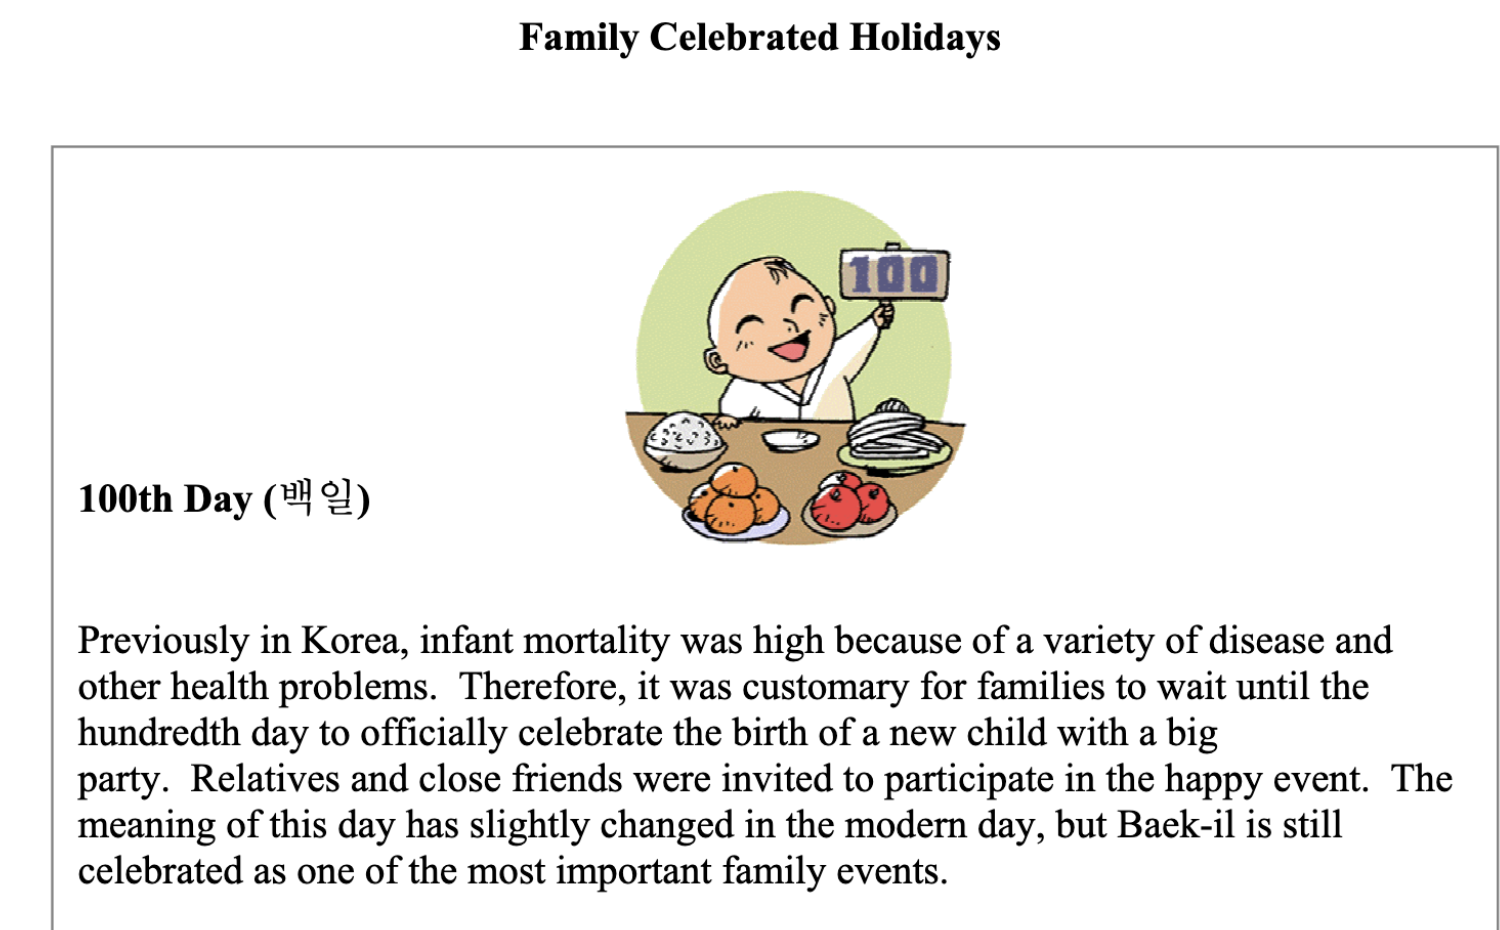 Family Celebrated Holidays
100
100th Day (백일)
Previously in Korea, infant mortality was high because of a variety of disease and
other health problems.  Therefore, it was customary for families to wait until the
hundredth day to officially celebrate the birth of a new child with a big
party.  Relatives and close friends were invited to participate in the happy event.  The
meaning of this day has slightly changed in the modern day, but Baek-il is still
celebrated as one of the most important family events.